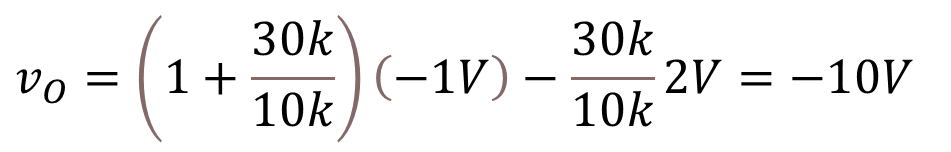 v_O = (1 + 30k/10k) (−1V) − 30k/10k 2V = −10V